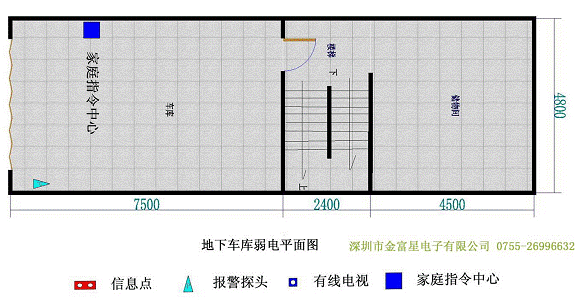 家庭指令中心
车库
楼梯
下
上
储物间
4800
7500
2400
4500
地下车库弱电平面图
深圳市金富星电子有限公司 0755-26996632
信息点
报警探头
有线电视
家庭指令中心